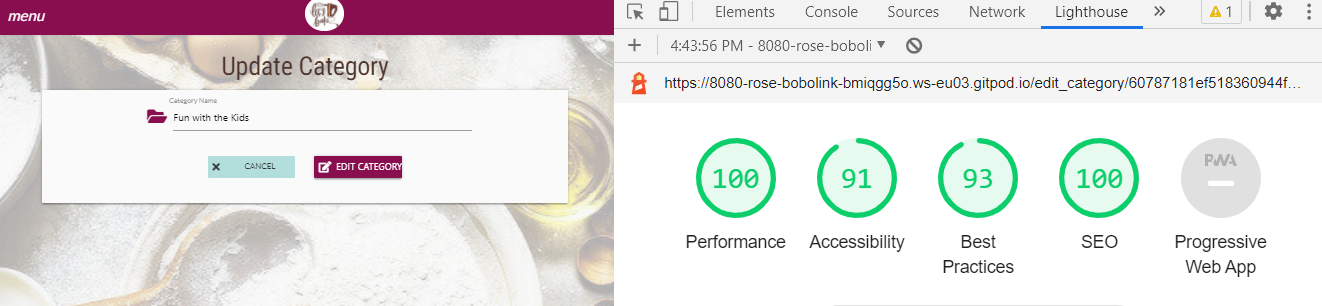 menu
Update Category
Category Name
Fun with the Kids
CANCEL
EDIT CATEGORY
Elements Console Sources Network Lighthouse 1
4:43:56 PM - 8080-rose-boboli
https://8080-rose-bobolink-bmiqgg5o.ws-eu03.gitpod.io/edit_category/60787181ef518360944f…
100 91 93 100 PWA
Performance Accessibility Best Practices SEO Progressive Web App